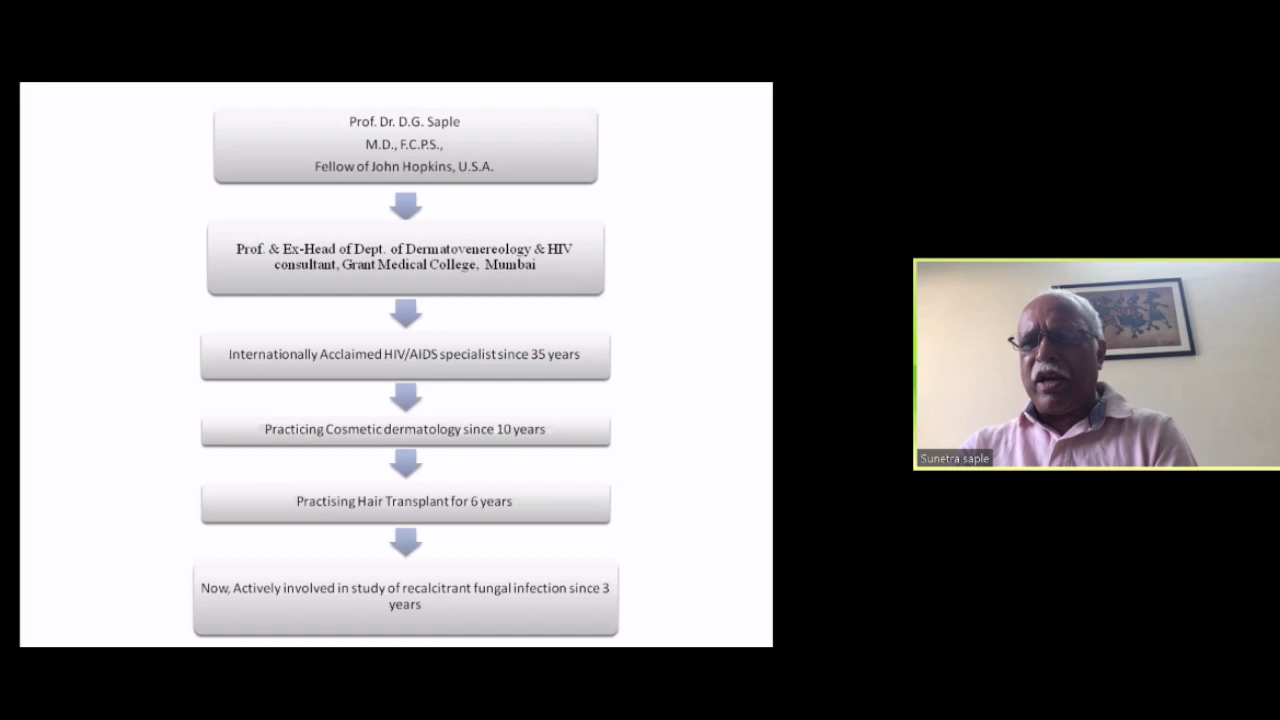 Prof. Dr. D.G. Saple
M.D., F.C.P.S.,
Fellow of John Hopkins, U.S.A.
Prof. & Ex-Head of Dept. of Dermatovenereology & HIV
consultant, Grant Medical College, Mumbai
Internationally Acclaimed HIV/AIDS specialist since 35 years
Practicing Cosmetic dermatology since 10 years
Practising Hair Transplant for 6 years
Now, Actively involved in study of recalcitrant fungal infection since 3
years
Sunetra saple